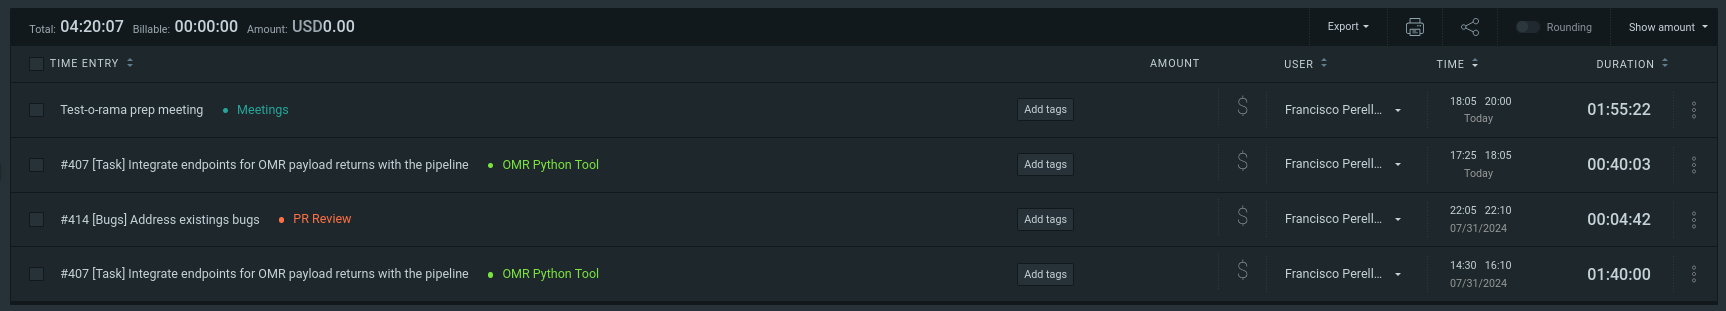 Total: 04:20:07 Billable: 00:00:00 Amount: USD0.00 Export Rounding Show amount
TIME ENTRY AMOUNT USER TIME DURATION
Test-o-rama prep meeting • Meetings Add tags $ Francisco Perell... 18:05 20:00 01:55:22
Today
#407 [Task] Integrate endpoints for OMR payload returns with the pipeline • OMR Python Tool Add tags $ Francisco Perell... 17:25 18:05 00:40:03
Today
#414 [Bugs] Address existings bugs • PR Review Add tags $ Francisco Perell... 22:05 22:10 00:04:42
07/31/2024
#407 [Task] Integrate endpoints for OMR payload returns with the pipeline • OMR Python Tool Add tags $ Francisco Perell... 14:30 16:10 01:40:00
07/31/2024